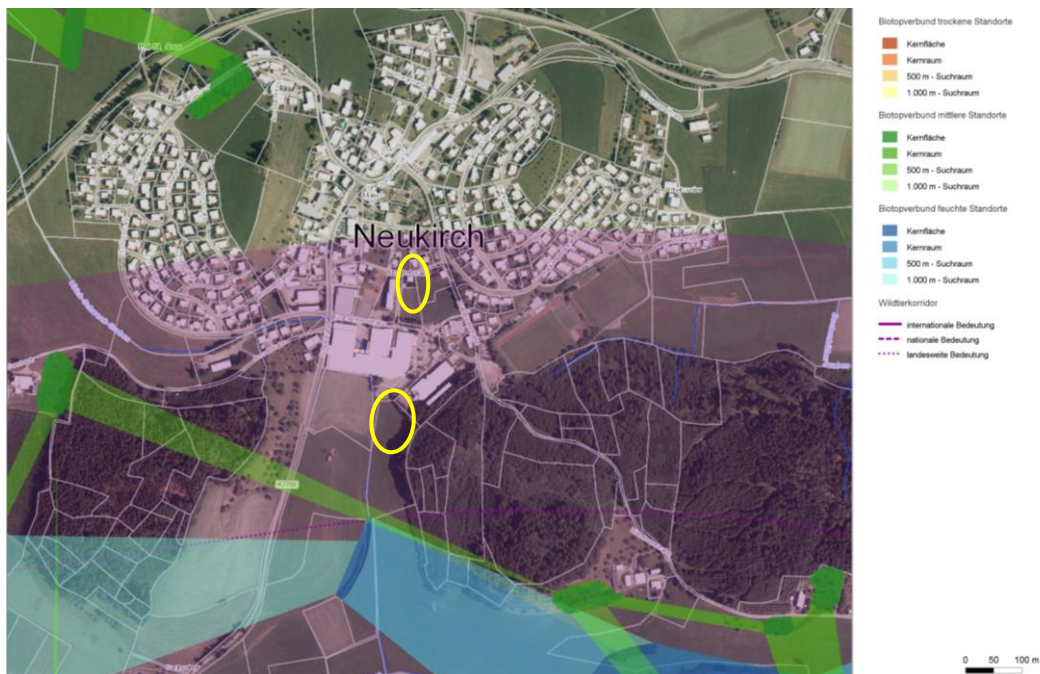 Neukirch
Biotopverbund trockene Standorte
Kernfläche
Kernraum
500 m - Suchraum
1.000 m - Suchraum
Biotopverbund mittlere Standorte
Kernfläche
Kernraum
500 m - Suchraum
1.000 m - Suchraum
Biotopverbund feuchte Standorte
Kernfläche
Kernraum
500 m - Suchraum
1.000 m - Suchraum
Wildtierkorridor
internationale Bedeutung
nationale Bedeutung
landesweite Bedeutung
0 50 100 m